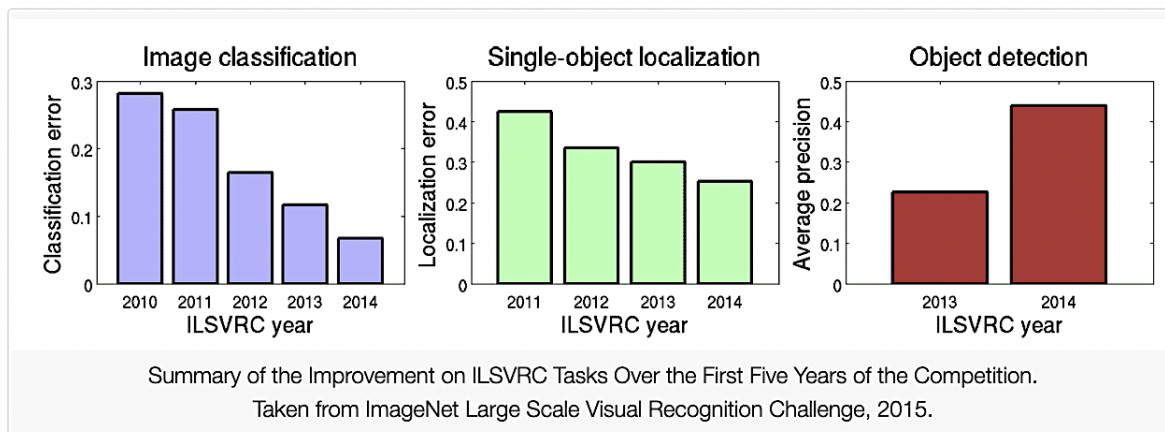 Image classification
Classification error
0.3
0.2
0.1
0
2010 2011 2012 2013 2014
ILSVRC year
Single-object localization
Localization error
0.5
0.4
0.3
0.2
0.1
0
2011 2012 2013 2014
ILSVRC year
Object detection
Average precision
0.5
0.4
0.3
0.2
0.1
0
2013 2014
ILSVRC year
Summary of the Improvement on ILSVRC Tasks Over the First Five Years of the Competition.
Taken from ImageNet Large Scale Visual Recognition Challenge, 2015.